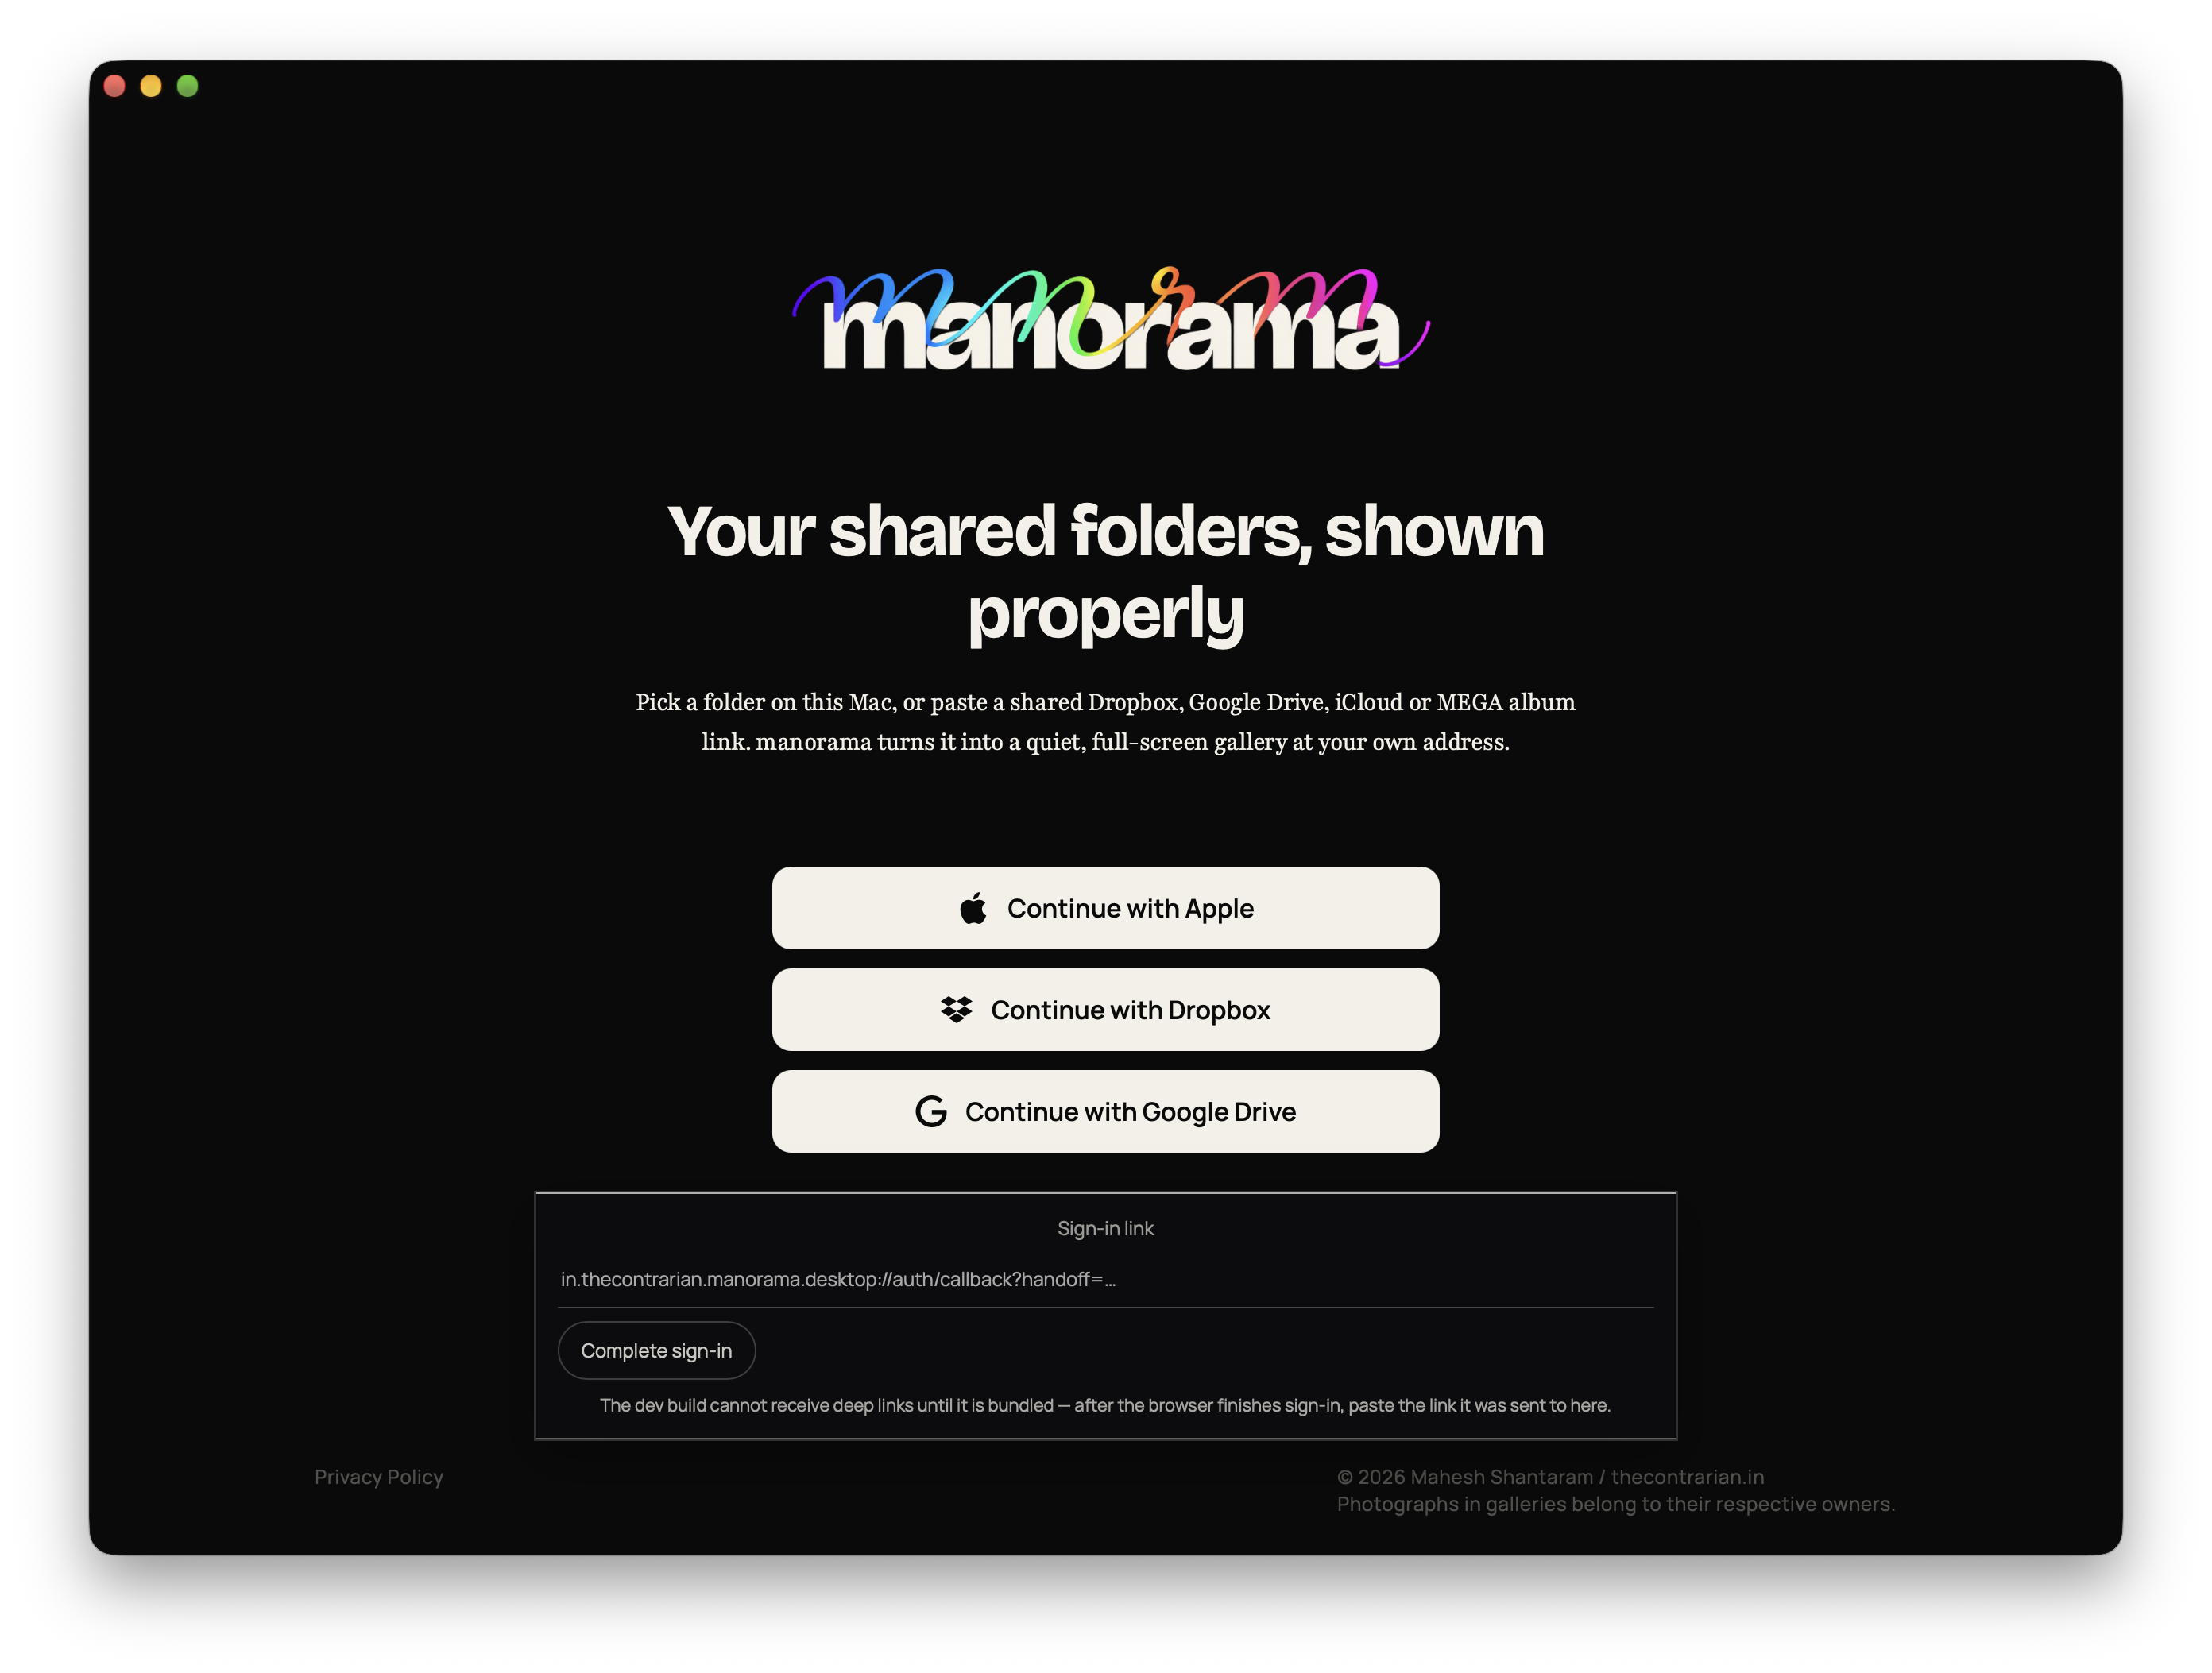 manorama
Your shared folders, shown
properly
Pick a folder on this Mac, or paste a shared Dropbox, Google Drive, iCloud or MEGA album
link. manorama turns it into a quiet, full-screen gallery at your own address.
Continue with Apple
Continue with Dropbox
Continue with Google Drive
Sign-in link
in.thecontrarian.manorama.desktop://auth/callback?handoff=…
Complete sign-in
The dev build cannot receive deep links until it is bundled — after the browser finishes sign-in, paste the link it was sent to here.
Privacy Policy
© 2026 Mahesh Shantaram / thecontrarian.in
Photographs in galleries belong to their respective owners.